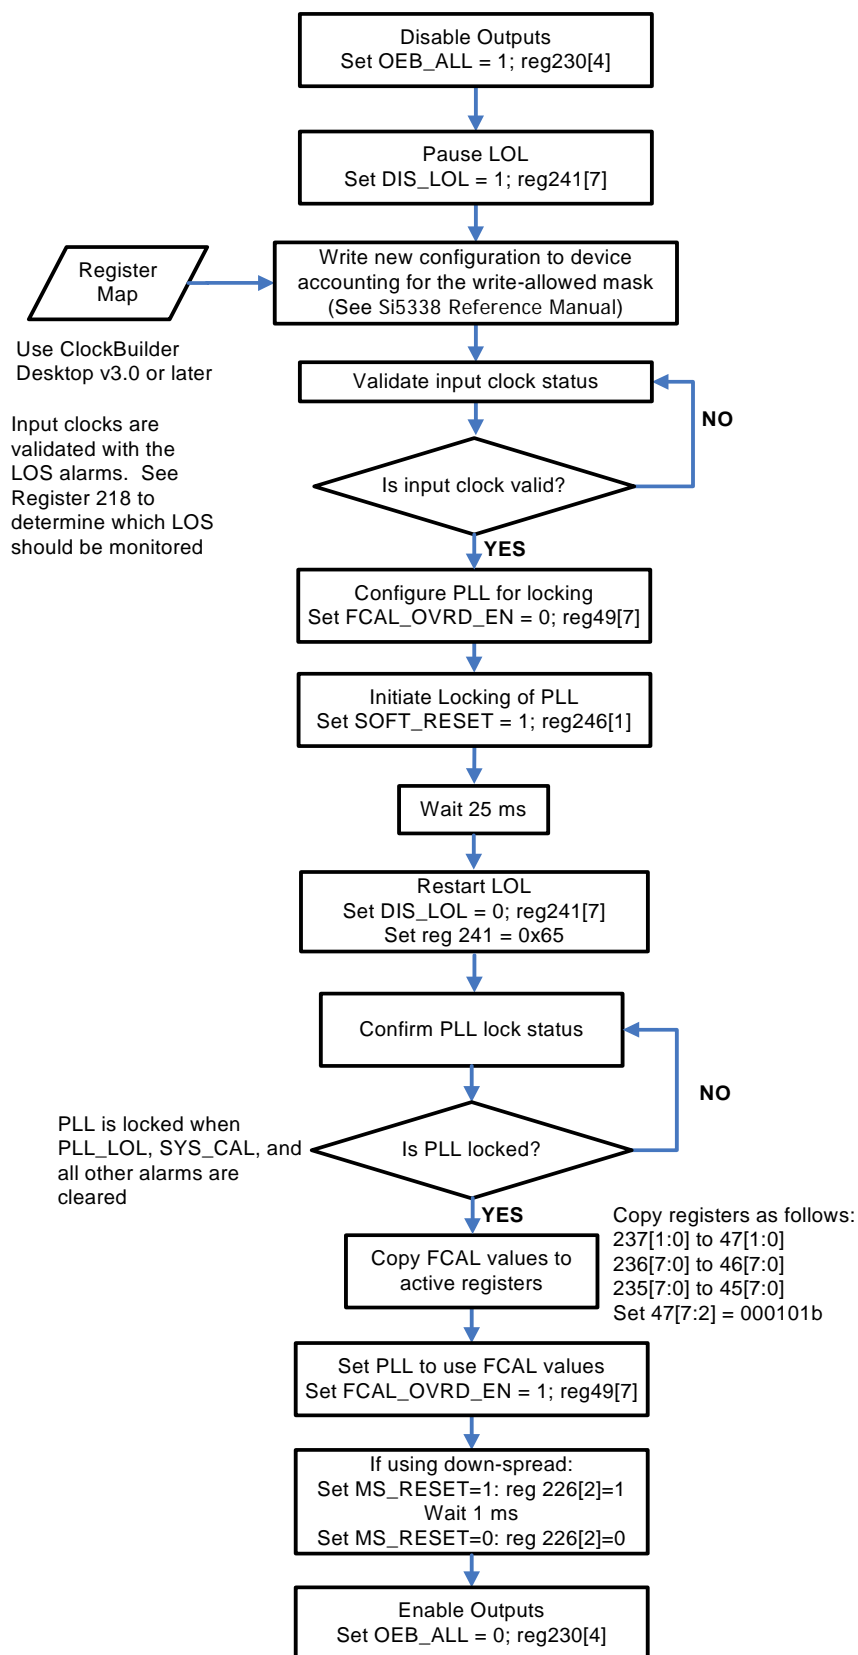 Disable Outputs
Set OEB_ALL = 1; reg230[4]
Pause LOL
Set DIS_LOL = 1; reg241[7]
Register
Map
Write new configuration to device
accounting for the write-allowed mask
(See Si5338 Reference Manual)
Use ClockBuilder
Desktop v3.0 or later
Validate input clock status
NO
Input clocks are
validated with the
LOS alarms.  See
Register 218 to
determine which LOS
should be monitored
Is input clock valid?
YES
Configure PLL for locking
Set FCAL_OVRD_EN = 0; reg49[7]
Initiate Locking of PLL
Set SOFT_RESET = 1; reg246[1]
Wait 25 ms
Restart LOL
Set DIS_LOL = 0; reg241[7]
Set reg 241 = 0x65
Confirm PLL lock status
NO
PLL is locked when
PLL_LOL, SYS_CAL, and
all other alarms are
cleared
Is PLL locked?
YES
Copy FCAL values to
active registers
Copy registers as follows:
237[1:0] to 47[1:0]
236[7:0] to 46[7:0]
235[7:0] to 45[7:0]
Set 47[7:2] = 000101b
Set PLL to use FCAL values
Set FCAL_OVRD_EN = 1; reg49[7]
If using down-spread:
Set MS_RESET=1: reg 226[2]=1
Wait 1 ms
Set MS_RESET=0: reg 226[2]=0
Enable Outputs
Set OEB_ALL = 0; reg230[4]